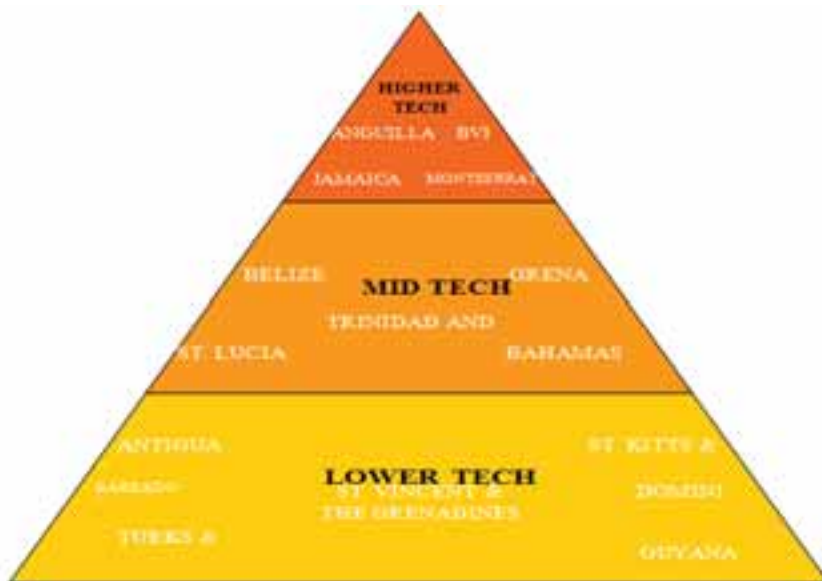 HIGHER
TECH
ANGUILLA BVI
JAMAICA MONTSERRAT
BELIZE GRENA
MID TECH
TRINIDAD AND
ST. LUCIA BAHAMAS
ANTIGUA ST. KITTS &
LOWER TECH
BARBADO ST. VINCENT & DOMINI
THE GRENADINES
TURKS &
GUYANA